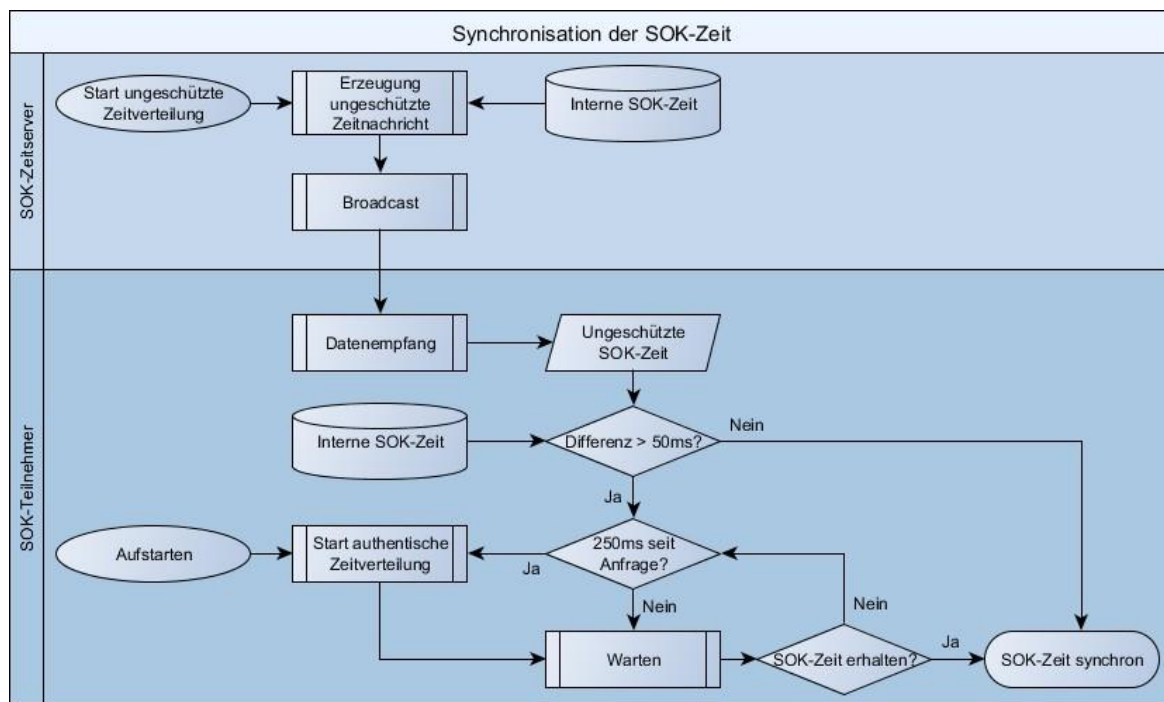 Synchronisation der SOK-Zeit
SOK-Zeitserver
Start ungeschützte
Zeitverteilung
Erzeugung
ungeschützte
Zeitnachricht
Interne SOK-Zeit
Broadcast
SOK-Teilnehmer
Datenempfang
Ungeschützte
SOK-Zeit
Interne SOK-Zeit
Differenz > 50ms?
Nein
Ja
Aufstarten
Start authentische
Zeitverteilung
Ja
250ms seit
Anfrage?
Nein
Nein
Warten
SOK-Zeit erhalten?
Ja
SOK-Zeit synchron